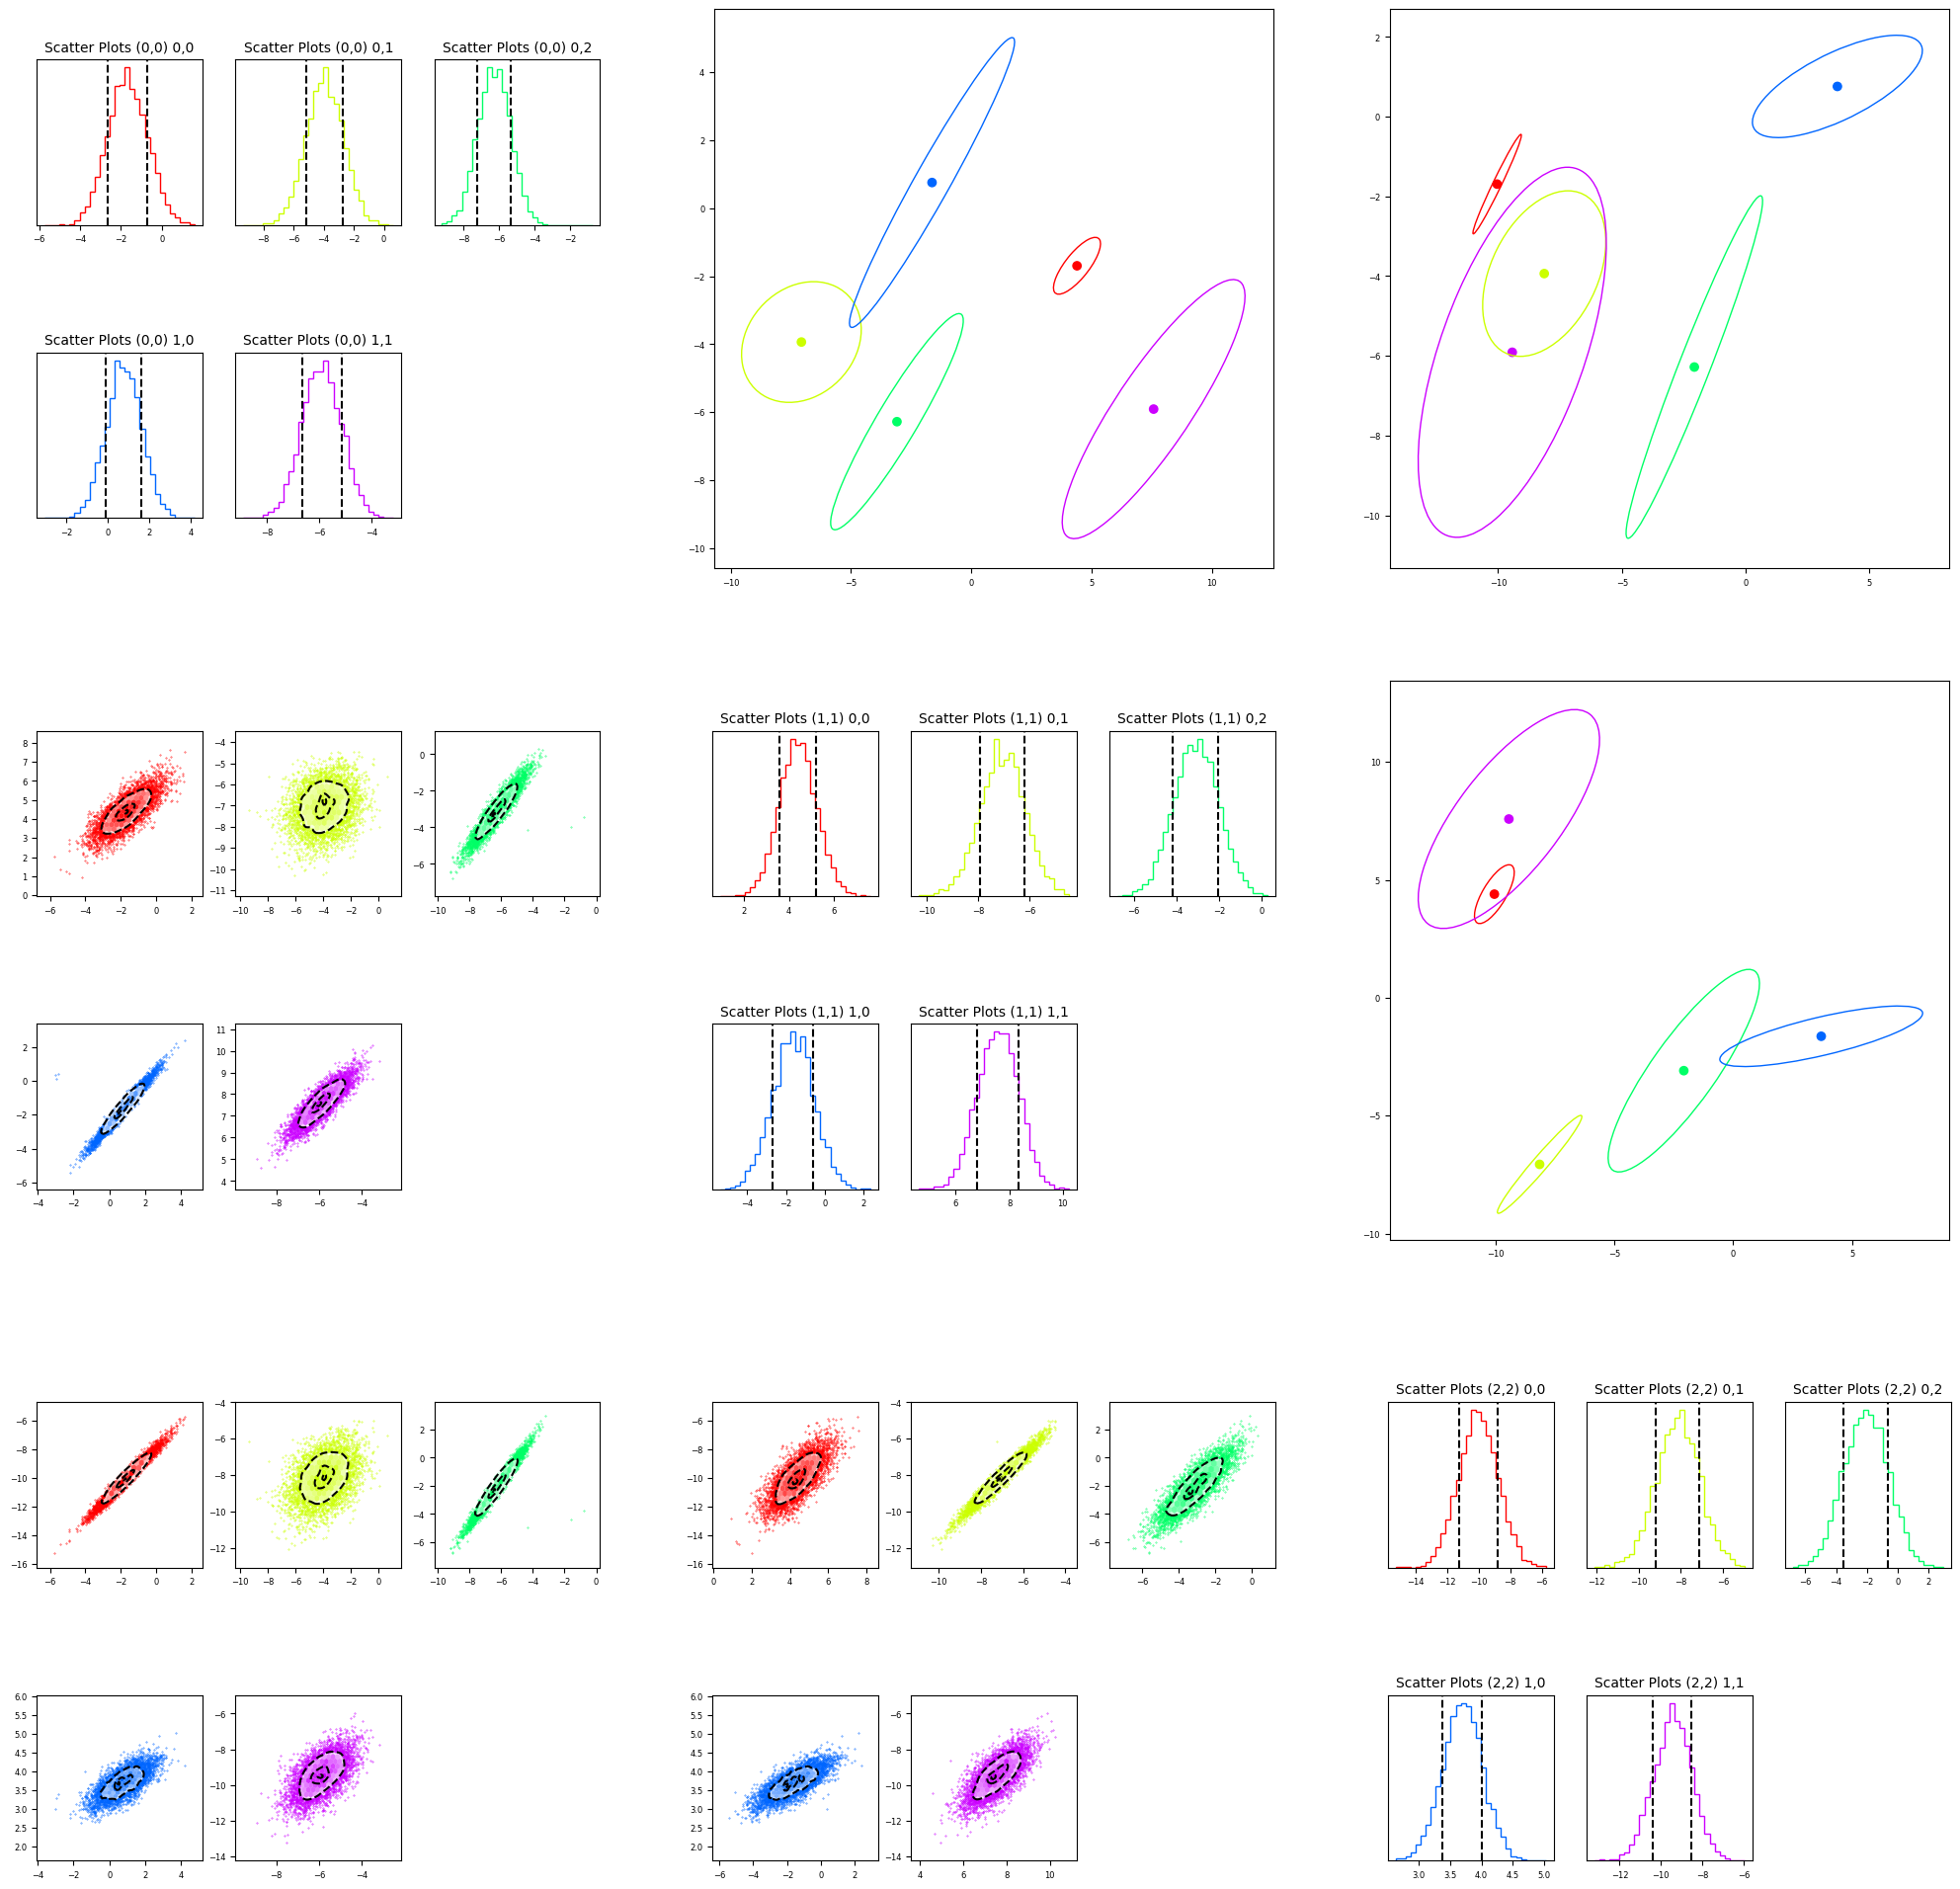 Scatter Plots (0,0) 0,0
−6 −4 −2 0
Scatter Plots (0,0) 0,1
−8 −6 −4 −2 0
Scatter Plots (0,0) 0,2
−8 −6 −4 −2
Scatter Plots (0,0) 1,0
−2 0 2 4
Scatter Plots (0,0) 1,1
−8 −6 −4
4
2
0
−2
−4
−6
−8
−10
−10 −5 0 5 10
2
0
−2
−4
−6
−8
−10
−10 −5 0 5
8
7
6
5
4
3
2
1
0
−6 −4 −2 0 2
−4
−5
−6
−7
−8
−9
−10
−11
−10 −8 −6 −4 −2 0
0
−2
−4
−6
−10 −8 −6 −4 −2 0
2
0
−2
−4
−6
−4 −2 0 2 4
11
10
9
8
7
6
5
4
−8 −6 −4
Scatter Plots (1,1) 0,0
2 4 6
Scatter Plots (1,1) 0,1
−10 −8 −6
Scatter Plots (1,1) 0,2
−6 −4 −2 0
Scatter Plots (1,1) 1,0
−4 −2 0 2
Scatter Plots (1,1) 1,1
6 8 10
10
5
0
−5
−10
−10 −5 0 5
−6
−8
−10
−12
−14
−16
−6 −4 −2 0 2
−4
−6
−8
−10
−12
−10 −8 −6 −4 −2 0
2
0
−2
−4
−6
−10 −8 −6 −4 −2 0
6.0
5.5
5.0
4.5
4.0
3.5
3.0
2.5
2.0
−4 −2 0 2 4
−6
−8
−10
−12
−14
−8 −6 −4
−6
−8
−10
−12
−14
−16
0 2 4 6 8
−4
−6
−8
−10
−12
−10 −8 −6 −4
2
0
−2
−4
−6
−6 −4 −2 0
6.0
5.5
5.0
4.5
4.0
3.5
3.0
2.5
2.0
−6 −4 −2 0 2
−6
−8
−10
−12
−14
4 6 8 10
Scatter Plots (2,2) 0,0
−14 −12 −10 −8 −6
Scatter Plots (2,2) 0,1
−12 −10 −8 −6
Scatter Plots (2,2) 0,2
−6 −4 −2 0 2
Scatter Plots (2,2) 1,0
3.0 3.5 4.0 4.5 5.0
Scatter Plots (2,2) 1,1
−12 −10 −8 −6